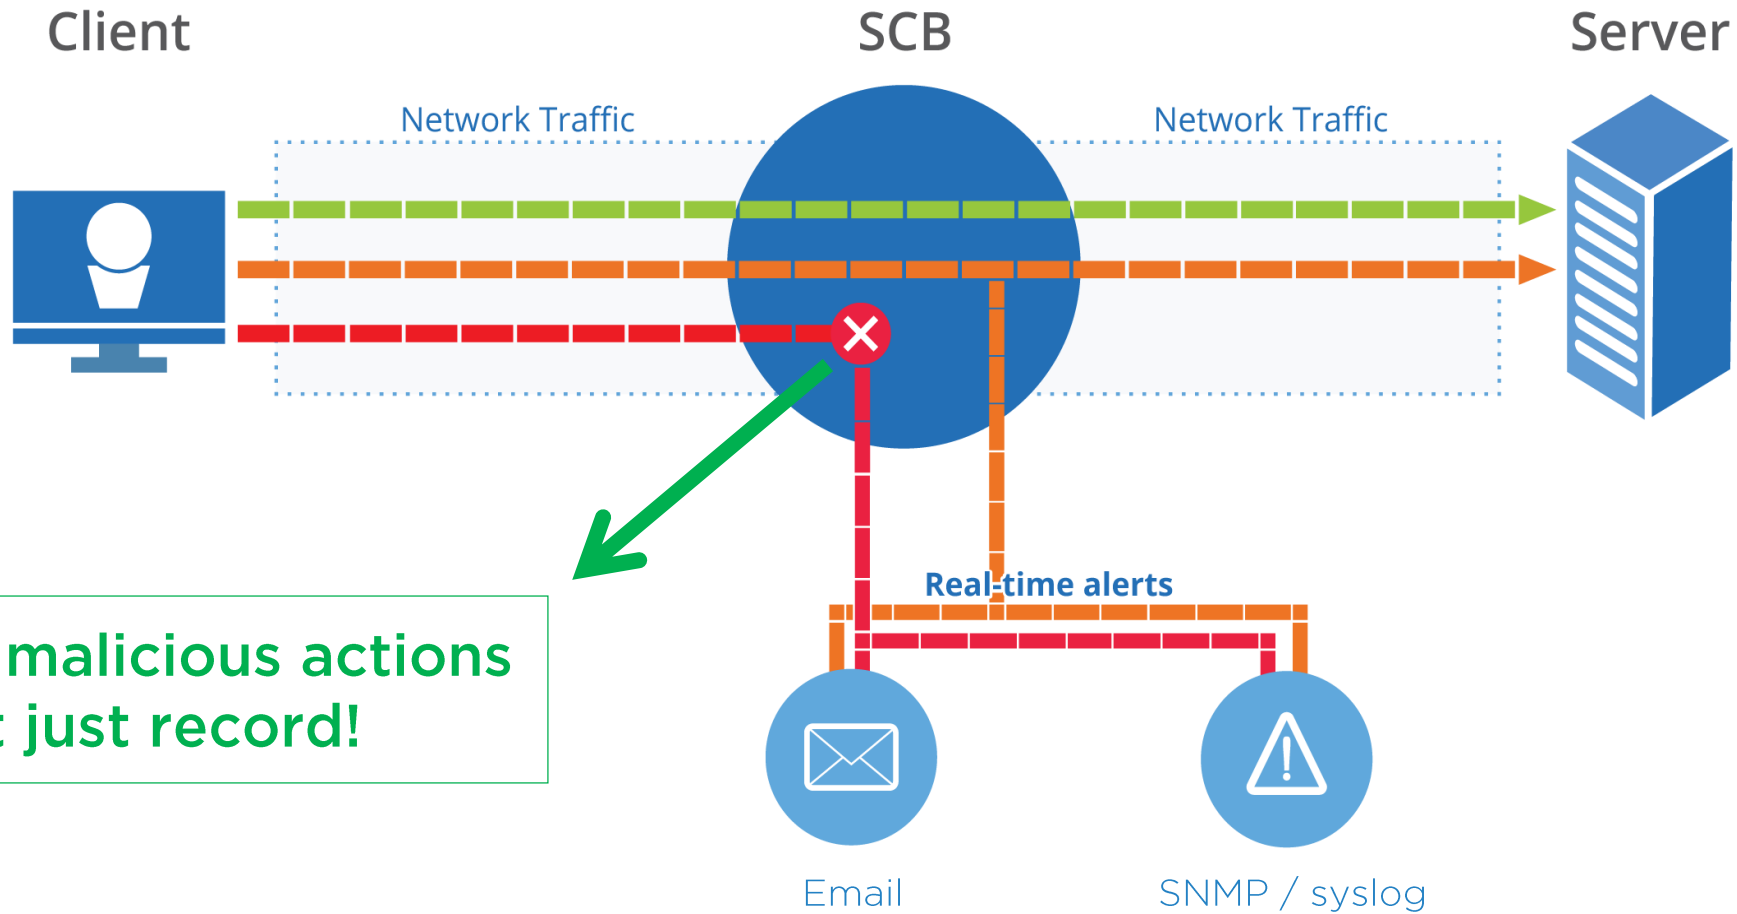 Client
SCB
Server
Network Traffic
Network Traffic
malicious actions
just record!
Real-time alerts
Email
SNMP / syslog